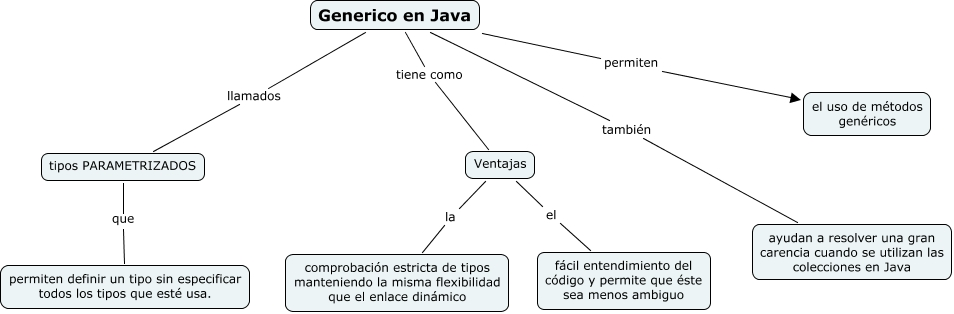 Generico en Java
permiten
tiene como
llamados
el uso de métodos
genéricos
también
tipos PARAMETRIZADOS
Ventajas
que
la
el
ayudan a resolver una gran
carencia cuando se utilizan las
colecciones en Java
permiten definir un tipo sin especificar
todos los tipos que esté usa.
comprobación estricta de tipos
manteniendo la misma flexibilidad
que el enlace dinámico
fácil entendimiento del
código y permite que éste
sea menos ambiguo